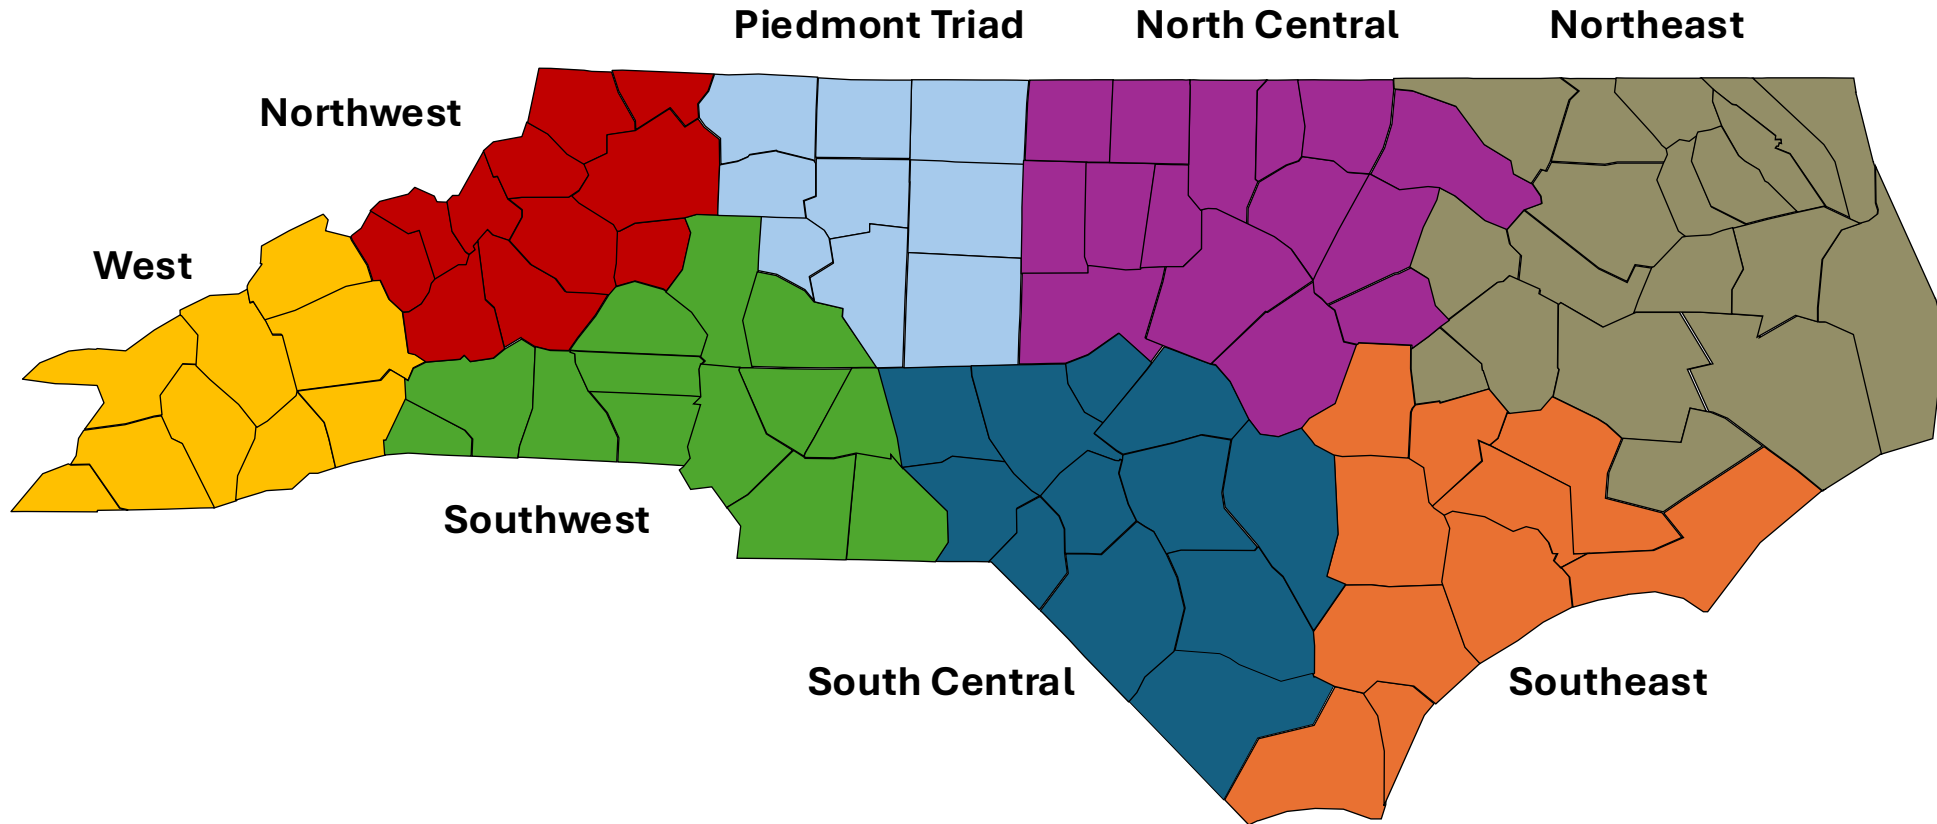 Piedmont Triad
North Central
Northeast
Northwest
West
Southwest
South Central
Southeast